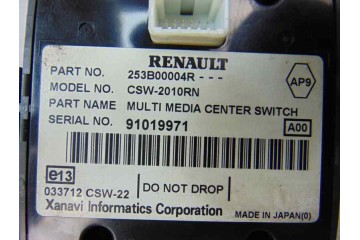 RENAULT
PART NO. 253B00004R - - -
MODEL NO. CSW-2010RN
AP9
PART NAME MULTI MEDIA CENTER SWITCH
SERIAL NO. 91019971
A00
e13
DO NOT DROP
033712 CSW-22
Xanavi Informatics Corporation
MADE IN JAPAN(0)